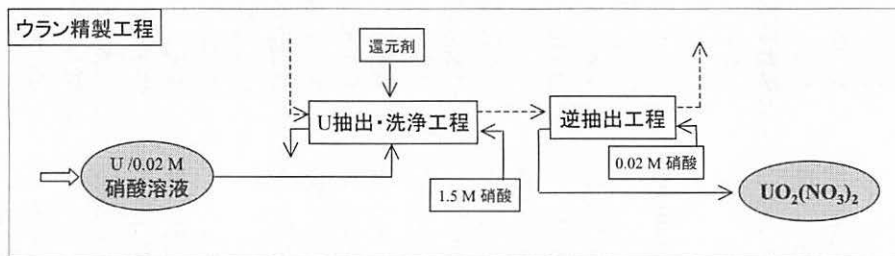 ウラン精製工程
還元剤
U抽出・洗浄工程
逆抽出工程
U /0.02 M
硝酸溶液
1.5 M 硝酸
0.02 M 硝酸
UO₂(NO₃)₂